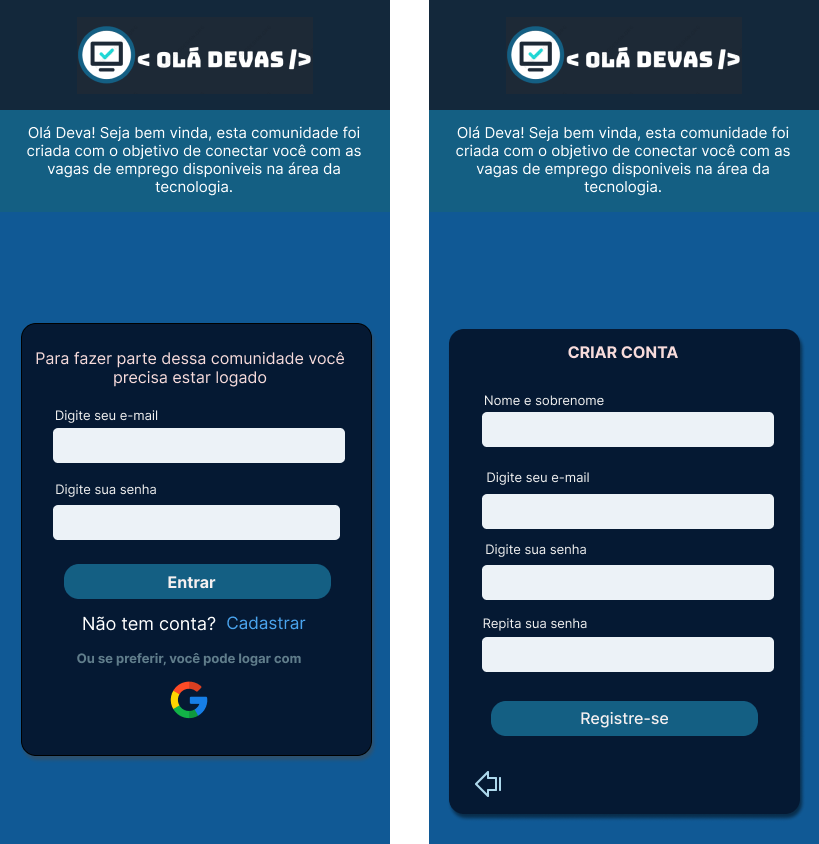 < OLÁ DEVAS />
Olá Deva! Seja bem vinda, esta comunidade foi
criada com o objetivo de conectar você com as
vagas de emprego disponiveis na área da
tecnologia.
Para fazer parte dessa comunidade você
precisa estar logado
Digite seu e-mail
Digite sua senha
Entrar
Não tem conta? Cadastrar
Ou se preferir, você pode logar com
< OLÁ DEVAS />
Olá Deva! Seja bem vinda, esta comunidade foi
criada com o objetivo de conectar você com as
vagas de emprego disponiveis na área da
tecnologia.
CRIAR CONTA
Nome e sobrenome
Digite seu e-mail
Digite sua senha
Repita sua senha
Registre-se